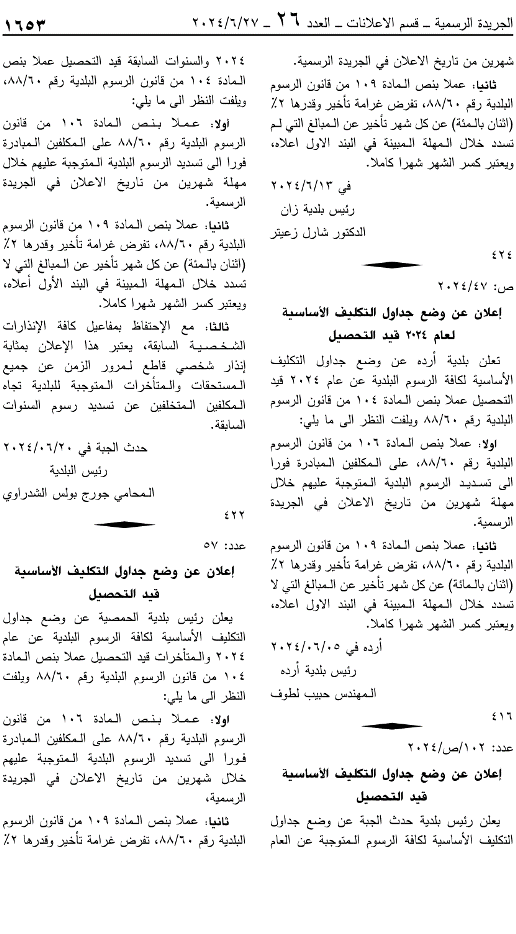 الجريدة الرسمية ــ قسم الاعلانات ــ العدد ٢٦ ــ ٢٠٢٤/٦/٢٧
١٦٥٣
شهرين من تاريخ الاعلان في الجريدة الرسمية.
ثانيا: عملا بنص المادة ١٠٩ من قانون الرسوم
البلدية رقم ٨٨/٦٠، تفرض غرامة تأخير وقدرها ٢٪
(اثنان بالمئة) عن كل شهر تأخير عن المبالغ التي لم
تسدد خلال المهلة المبينة في البند الاول اعلاه،
ويعتبر كسر الشهر شهرا كاملا.
في ٢٠٢٤/٦/١٣
رئيس بلدية زان
الدكتور شارل زعيتر
٤٢٤
ص: ٢٠٢٤/٤٧
إعلان عن وضع جداول التكليف الأساسية
لعام ٢٠٢٤ قيد التحصيل
تعلن بلدية أرده عن وضع جداول التكليف
الأساسية لكافة الرسوم البلدية عن عام ٢٠٢٤ قيد
التحصيل عملا بنص المادة ١٠٤ من قانون الرسوم
البلدية رقم ٨٨/٦٠ ويلفت النظر الى ما يلي:
اولا: عملا بنص المادة ١٠٦ من قانون الرسوم
البلدية رقم ٨٨/٦٠، على المكلفين المبادرة فورا
الى تسديد الرسوم البلدية المتوجبة عليهم خلال
مهلة شهرين من تاريخ الاعلان في الجريدة
الرسمية.
ثانيا: عملا بنص المادة ١٠٩ من قانون الرسوم
البلدية رقم ٨٨/٦٠، تفرض غرامة تأخير وقدرها ٢٪
(اثنان بالمائة) عن كل شهر تأخير عن المبالغ التي لا
تسدد خلال المهلة المبينة في البند الاول اعلاه،
ويعتبر كسر الشهر شهرا كاملا.
أرده في ٢٠٢٤/٠٦/٠٥
رئيس بلدية أرده
المهندس حبيب لطوف
٤١٦
عدد: ١٠٢/ص/٢٠٢٤
إعلان عن وضع جداول التكليف الأساسية
قيد التحصيل
يعلن رئيس بلدية حدث الجبة عن وضع جداول
التكليف الأساسية لكافة الرسوم المتوجبة عن العام
٢٠٢٤ والسنوات السابقة قيد التحصيل عملا بنص
المادة ١٠٤ من قانون الرسوم البلدية رقم ٨٨/٦٠،
ويلفت النظر الى ما يلي:
اولا: عملا بنص المادة ١٠٦ من قانون
الرسوم البلدية رقم ٨٨/٦٠ على المكلفين المبادرة
فورا الى تسديد الرسوم البلدية المتوجبة عليهم خلال
مهلة شهرين من تاريخ الاعلان في الجريدة
الرسمية.
ثانيا: عملا بنص المادة ١٠٩ من قانون الرسوم
البلدية رقم ٨٨/٦٠، تفرض غرامة تأخير وقدرها ٢٪
(اثنان بالمئة) عن كل شهر تأخير عن المبالغ التي لا
تسدد خلال المهلة المبينة في البند الأول أعلاه،
ويعتبر كسر الشهر شهرا كاملا.
ثالثا: مع الإحتفاظ بمفاعيل كافة الإنذارات
الشخصية السابقة، يعتبر هذا الإعلان بمثابة
إنذار شخصي قاطع لمرور الزمن عن جميع
المستحقات والمتأخرات المتوجبة للبلدية تجاه
المكلفين المتخلفين عن تسديد رسوم السنوات
السابقة.
حدث الجبة في ٢٠٢٤/٠٦/٢٠
رئيس البلدية
المحامي جورج بولس الشدراوي
٤٢٢
عدد: ٥٧
إعلان عن وضع جداول التكليف الأساسية
قيد التحصيل
يعلن رئيس بلدية الحمصية عن وضع جداول
التكليف الأساسية لكافة الرسوم البلدية عن عام
٢٠٢٤ والمتأخرات قيد التحصيل عملا بنص المادة
١٠٤ من قانون الرسوم البلدية رقم ٨٨/٦٠ ويلفت
النظر الى ما يلي:
اولا: عملا بنص المادة ١٠٦ من قانون
الرسوم البلدية رقم ٨٨/٦٠ على المكلفين المبادرة
فورا الى تسديد الرسوم البلدية المتوجبة عليهم
خلال شهرين من تاريخ الاعلان في الجريدة
الرسمية،
ثانيا: عملا بنص المادة ١٠٩ من قانون الرسوم
البلدية رقم ٨٨/٦٠، تفرض غرامة تأخير وقدرها ٢٪